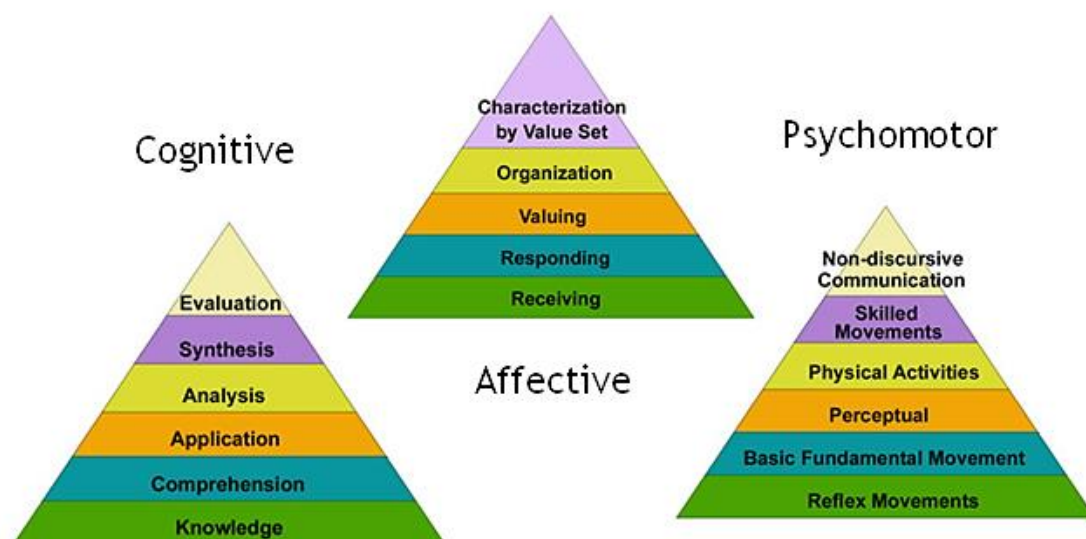 Cognitive
Evaluation
Synthesis
Analysis
Application
Comprehension
Knowledge
Characterization
by Value Set
Organization
Valuing
Responding
Receiving
Affective
Psychomotor
Non-discursive
Communication
Skilled
Movements
Physical Activities
Perceptual
Basic Fundamental Movement
Reflex Movements